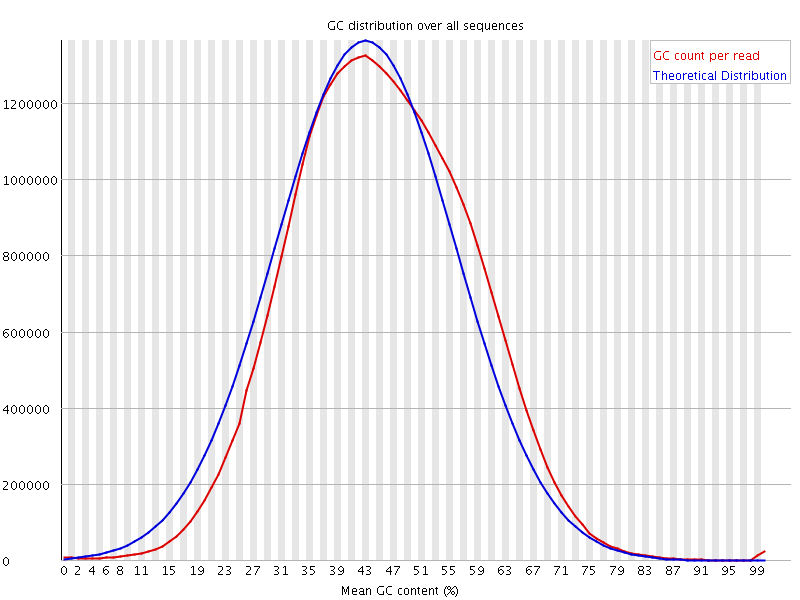 GC distribution over all sequences
GC count per read
Theoretical Distribution
1200000
1000000
800000
600000
400000
200000
0
0 2 4 6 8 11 15 19 23 27 31 35 39 43 47 51 55 59 63 67 71 75 79 83 87 91 95 99
Mean GC content (%)